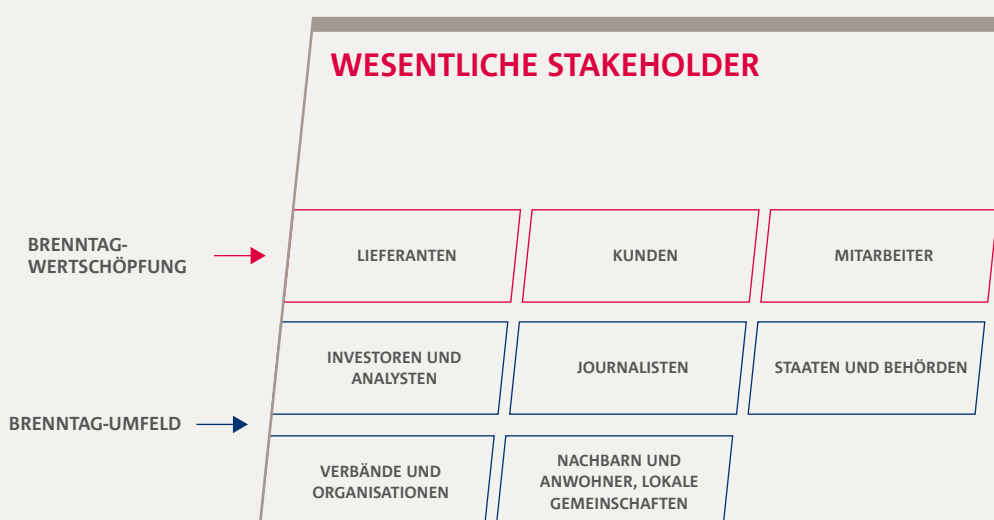 WESENTLICHE STAKEHOLDER
BRENNTAG-
WERTSCHÖPFUNG
LIEFERANTEN
KUNDEN
MITARBEITER
INVESTOREN UND
ANALYSTEN
JOURNALISTEN
STAATEN UND BEHÖRDEN
BRENNTAG-UMFELD
VERBÄNDE UND
ORGANISATIONEN
NACHBARN UND
ANWOHNER, LOKALE
GEMEINSCHAFTEN